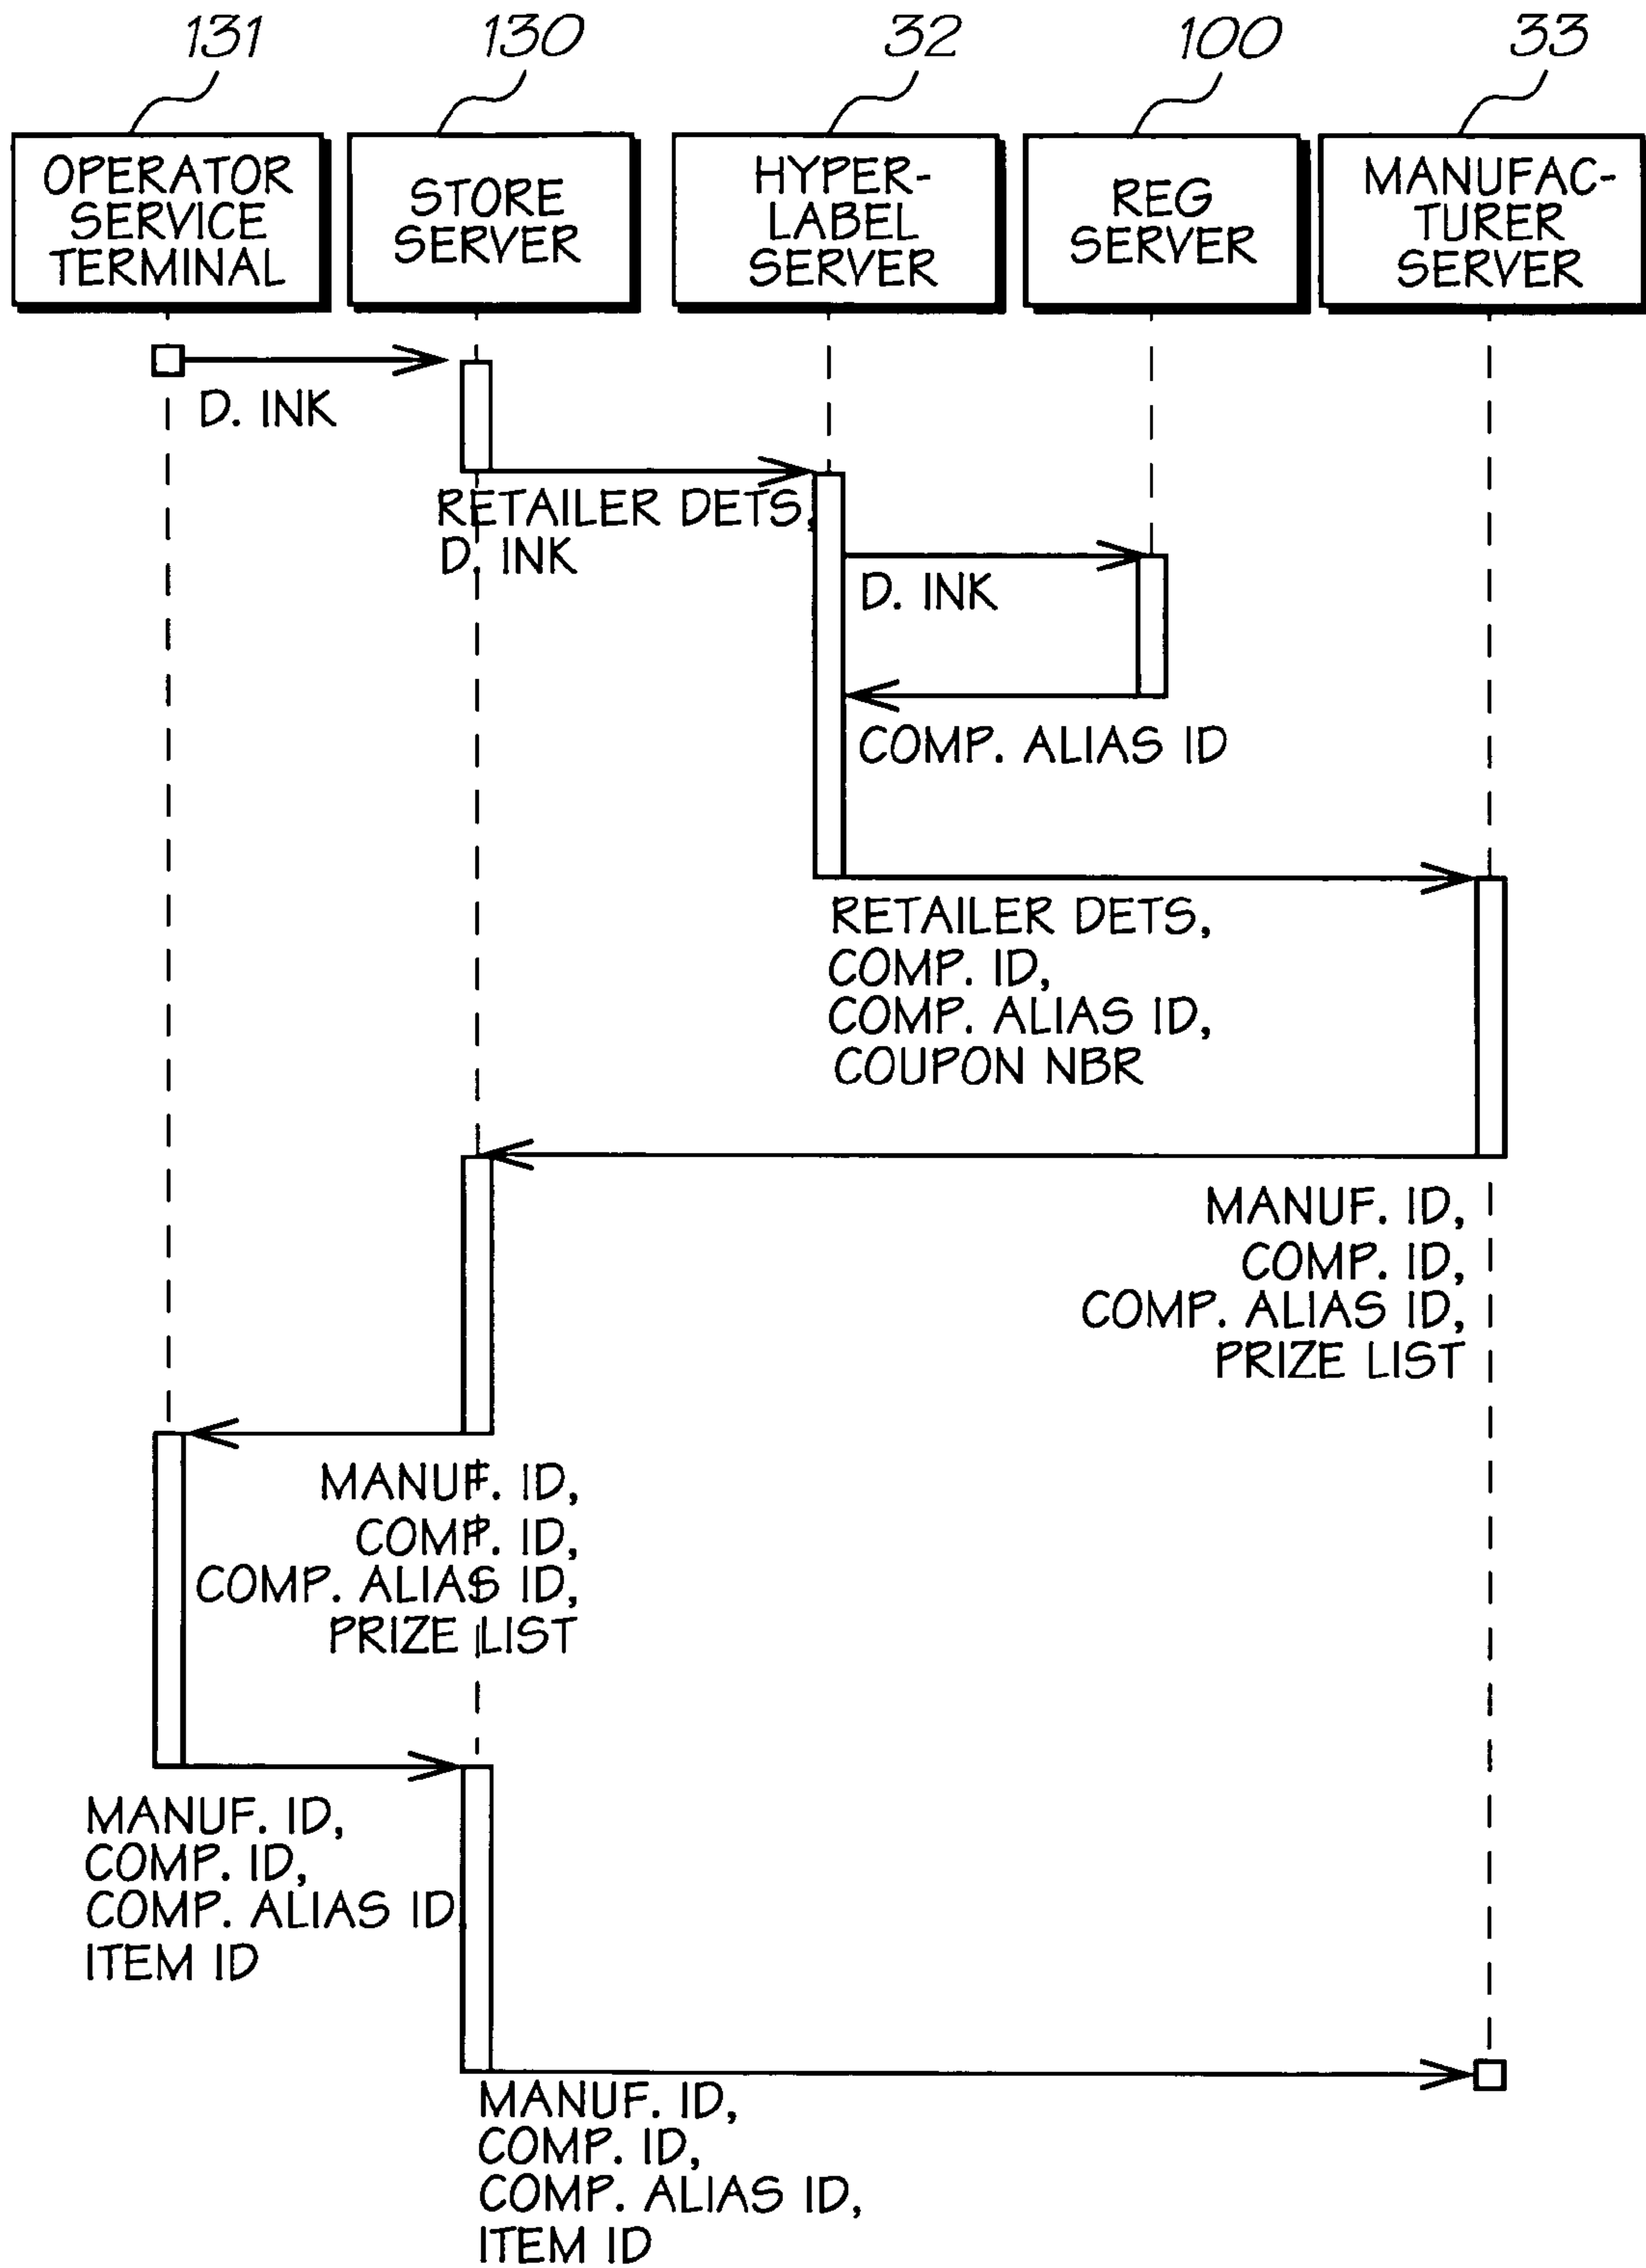 131
130
32
100
33
OPERATOR
SERVICE
TERMINAL
STORE
SERVER
HYPER-
LABEL
SERVER
REG
SERVER
MANUFAC-
TURER
SERVER
D. INK
RETAILER DETS,
D. INK
D. INK
COMP. ALIAS ID
RETAILER DETS,
COMP. ID,
COMP. ALIAS ID,
COUPON NBR
MANUF. ID,
COMP. ID,
COMP. ALIAS ID,
PRIZE LIST
MANUF. ID,
COMP. ID,
COMP. ALIAS ID,
PRIZE LIST
MANUF. ID,
COMP. ID,
COMP. ALIAS ID
ITEM ID
MANUF. ID,
COMP. ID,
COMP. ALIAS ID,
ITEM ID